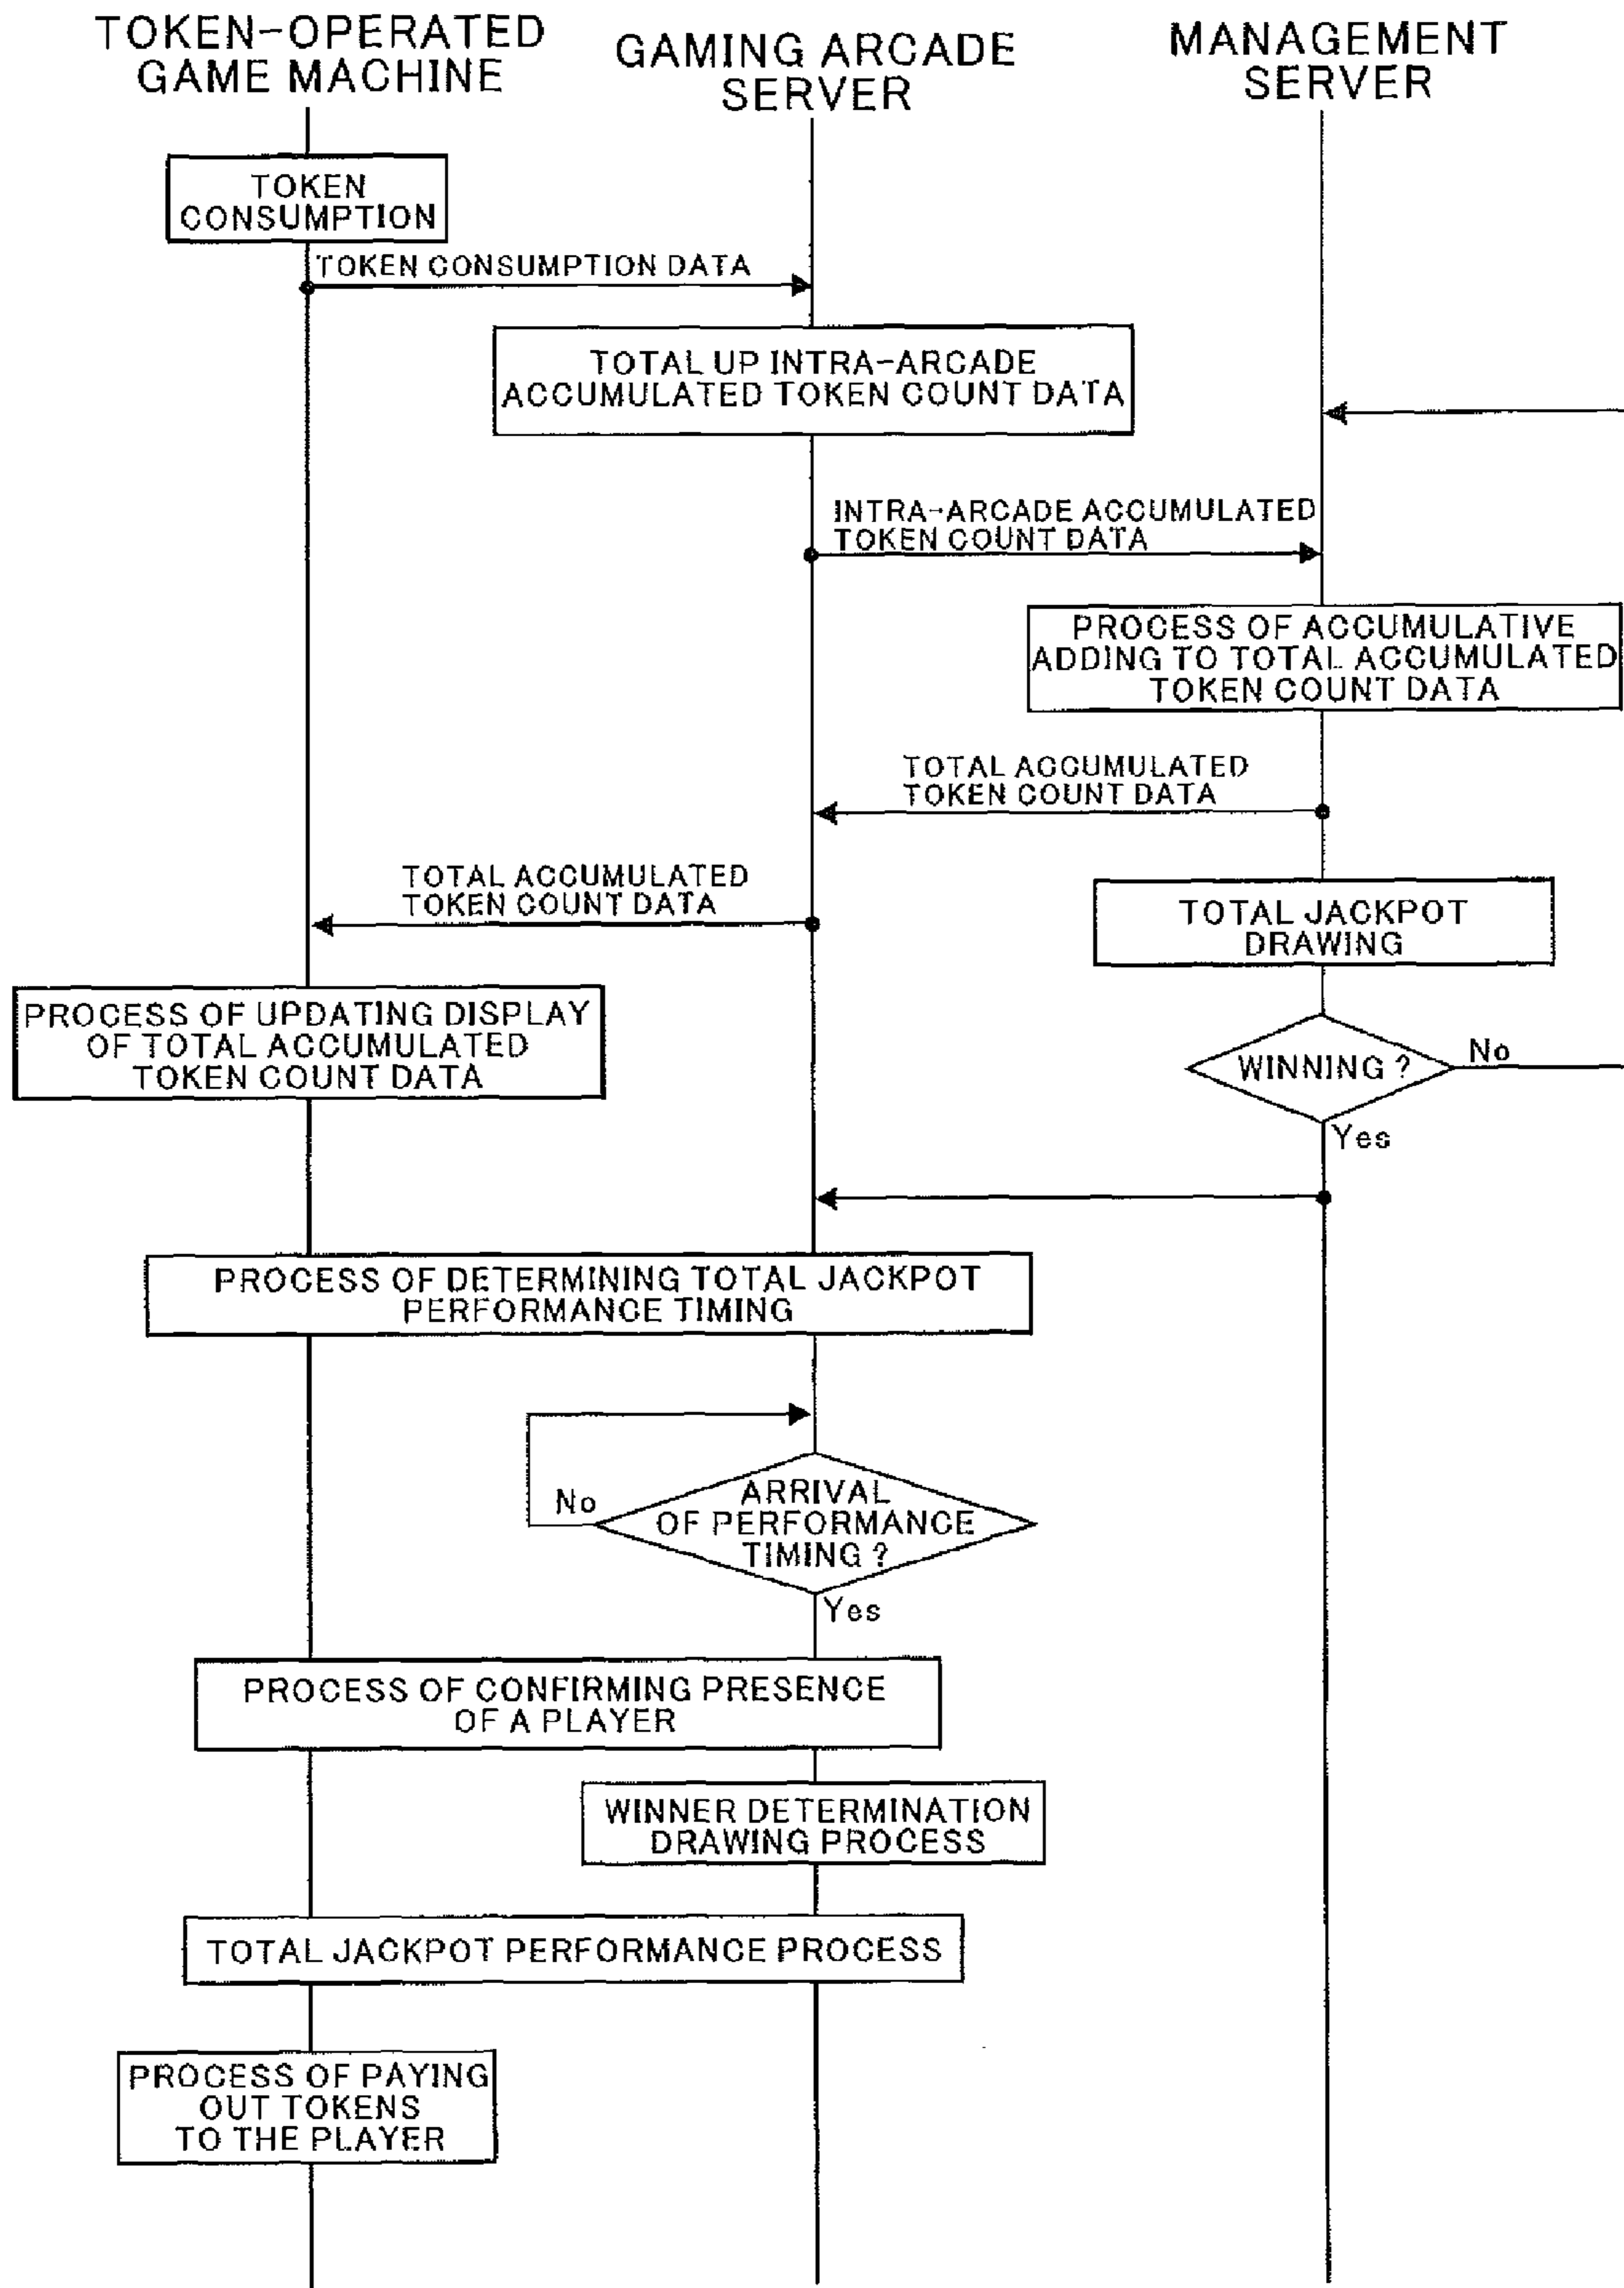 TOKEN-OPERATED
GAME MACHINE
GAMING ARCADE
SERVER
MANAGEMENT
SERVER
TOKEN
CONSUMPTION
TOKEN CONSUMPTION DATA
TOTAL UP INTRA-ARCADE
ACCUMULATED TOKEN COUNT DATA
INTRA-ARCADE ACCUMULATED
TOKEN COUNT DATA
PROCESS OF ACCUMULATIVE
ADDING TO TOTAL ACCUMULATED
TOKEN COUNT DATA
TOTAL ACCUMULATED
TOKEN COUNT DATA
TOTAL ACCUMULATED
TOKEN COUNT DATA
TOTAL JACKPOT
DRAWING
PROCESS OF UPDATING DISPLAY
OF TOTAL ACCUMULATED
TOKEN COUNT DATA
WINNING ?
No
Yes
PROCESS OF DETERMINING TOTAL JACKPOT
PERFORMANCE TIMING
ARRIVAL
OF PERFORMANCE
TIMING ?
No
Yes
PROCESS OF CONFIRMING PRESENCE
OF A PLAYER
WINNER DETERMINATION
DRAWING PROCESS
TOTAL JACKPOT PERFORMANCE PROCESS
PROCESS OF PAYING
OUT TOKENS
TO THE PLAYER